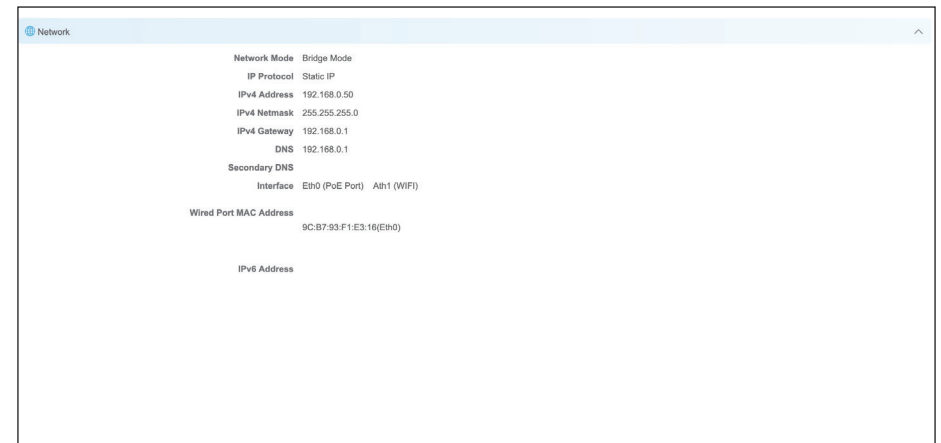 Network
Network Mode Bridge Mode
IP Protocol Static IP
IPv4 Address 192.168.0.50
IPv4 Netmask 255.255.255.0
IPv4 Gateway 192.168.0.1
DNS 192.168.0.1
Secondary DNS
Interface Eth0 (PoE Port) Ath1 (WIFI)
Wired Port MAC Address
9C:B7:93:F1:E3:16(Eth0)
IPv6 Address